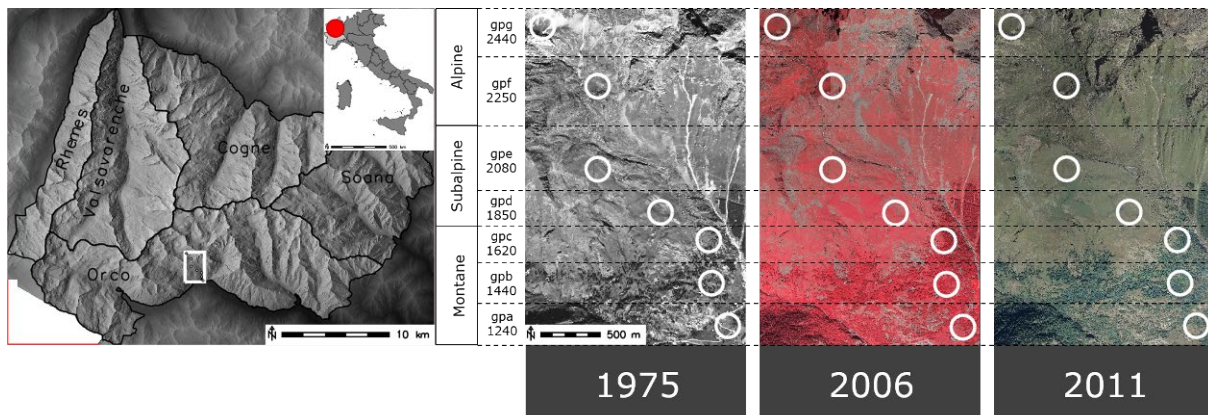 Rhemes
Valsavarenche
Cogne
Soana
Orco
N
500 km
N
10 km
Alpine
Subalpine
Montane
gpg
2440
gpf
2250
gpe
2080
gpd
1850
gpc
1620
gpb
1440
gpa
1240
N
500 m
1975
2006
2011